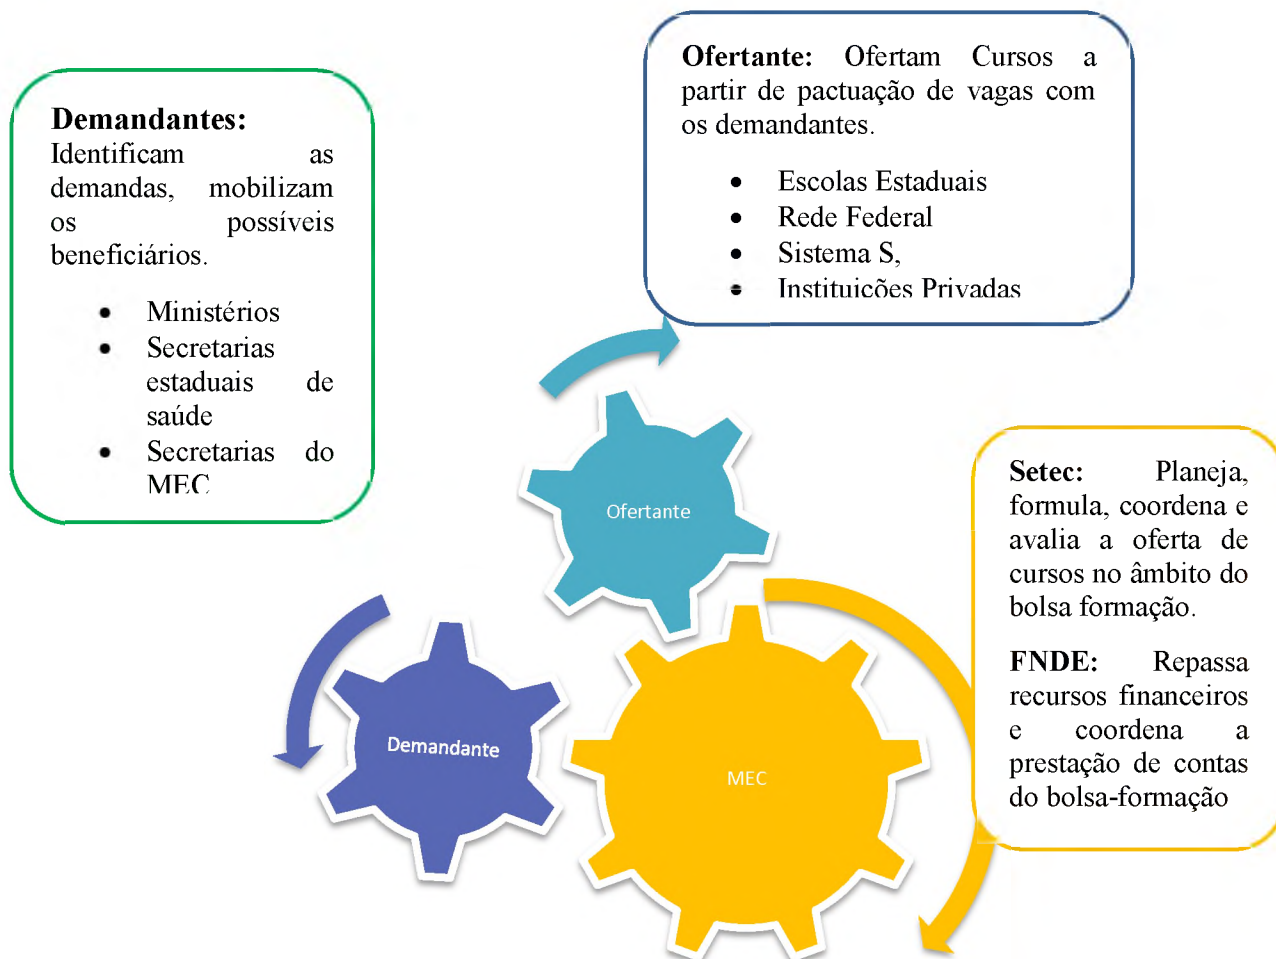 Demandantes:
Identificam as
demandas, mobilizam
os possíveis
beneficiários.
• Ministérios
• Secretarias
estaduais de
saúde
• Secretarias do
MEC
Ofertante: Ofertam Cursos a
partir de pactuação de vagas com
os demandantes.
• Escolas Estaduais
• Rede Federal
• Sistema S,
• Instituições Privadas
Setec: Planeja,
formula, coordena e
avalia a oferta de
cursos no âmbito do
bolsa formação.
FNDE: Repassa
recursos financeiros
e coordena a
prestação de contas
do bolsa-formação
Ofertante
Demandante
MEC